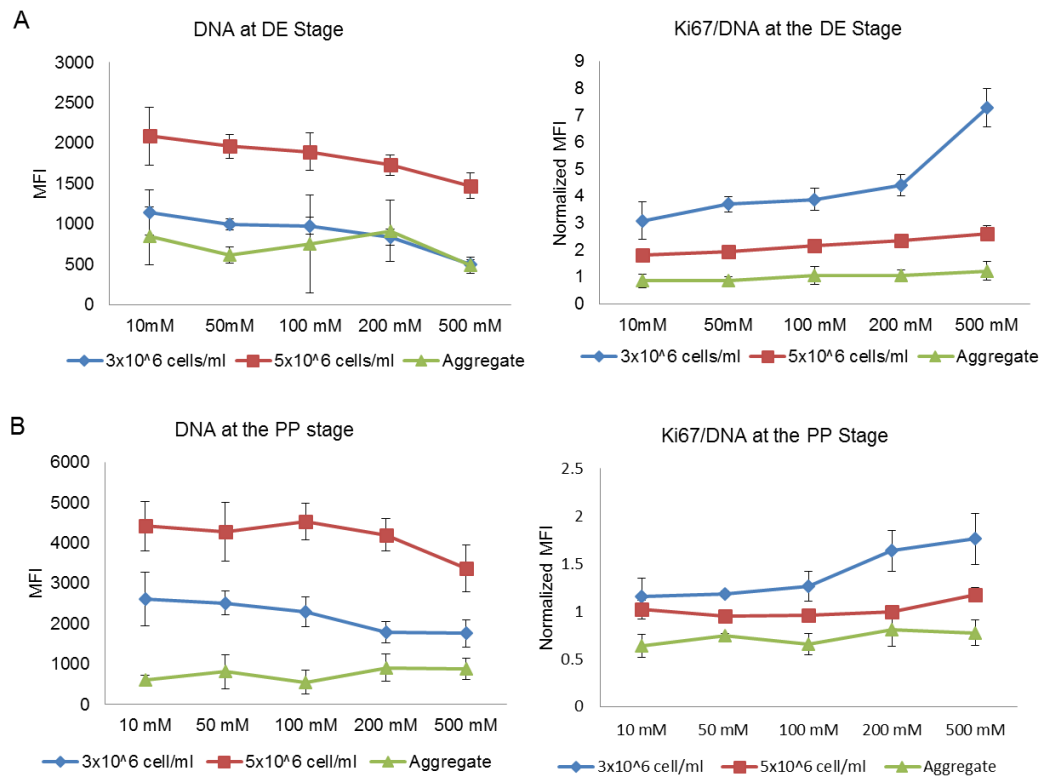 A
DNA at DE Stage
MFI
3000
2500
2000
1500
1000
500
0
10mM 50mM 100 mM 200 mM 500 mM
3x10^6 cells/ml 5x10^6 cells/ml Aggregate
Ki67/DNA at the DE Stage
Normalized MFI
9
8
7
6
5
4
3
2
1
0
10 mM 50 mM 100 mM 200 mM 500 mM
3x10^6 cells/ml 5x10^6 cells/ml Aggregate
B
DNA at the PP stage
MFI
6000
5000
4000
3000
2000
1000
0
10 mM 50 mM 100 mM 200 mM 500 mM
3x10^6 cell/ml 5x10^6 cell/ml Aggregate
Ki67/DNA at the PP Stage
Normalized MFI
2.5
2
1.5
1
0.5
0
10 mM 50 mM 100 mM 200 mM 500 mM
3x10^6 cell/ml 5x10^6 cell/ml Aggregate